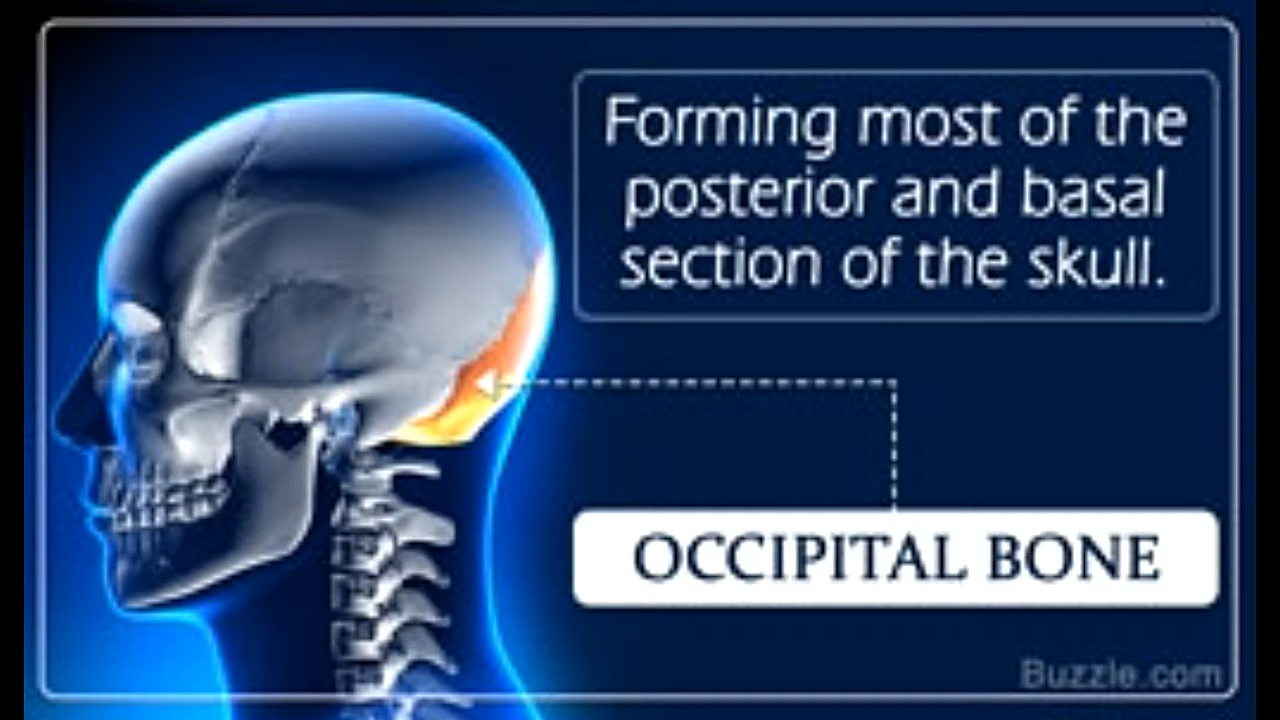 Forming most of the
posterior and basal
section of the skull.
OCCIPITAL BONE
Buzzle.com